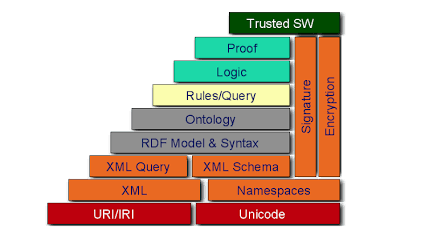 Trusted SW
Proof
Logic
Rules/Query
Ontology
RDF Model & Syntax
XML Query
XML Schema
XML
Namespaces
URI/IRI
Unicode
Signature
Encryption